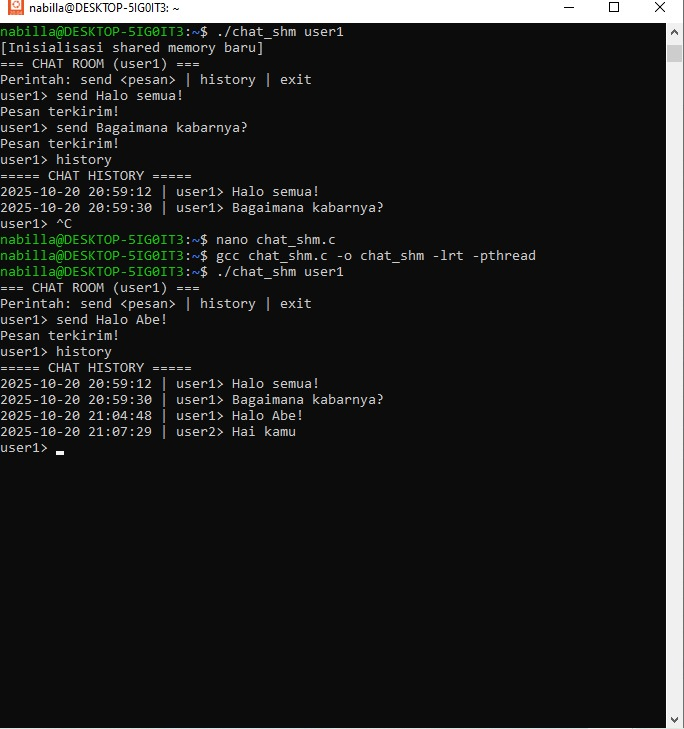 nabilla@DESKTOP-5IG0IT3: ~
nabilla@DESKTOP-5IG0IT3:~$ ./chat_shm user1
[Inisialisasi shared memory baru]
=== CHAT ROOM (user1) ===
Perintah: send <pesan> | history | exit
user1> send Halo semua!
Pesan terkirim!
user1> send Bagaimana kabarnya?
Pesan terkirim!
user1> history
===== CHAT HISTORY =====
2025-10-20 20:59:12 | user1> Halo semua!
2025-10-20 20:59:30 | user1> Bagaimana kabarnya?
user1> ^C
nabilla@DESKTOP-5IG0IT3:~$ nano chat_shm.c
nabilla@DESKTOP-5IG0IT3:~$ gcc chat_shm.c -o chat_shm -lrt -pthread
nabilla@DESKTOP-5IG0IT3:~$ ./chat_shm user1
=== CHAT ROOM (user1) ===
Perintah: send <pesan> | history | exit
user1> send Halo Abe!
Pesan terkirim!
user1> history
===== CHAT HISTORY =====
2025-10-20 20:59:12 | user1> Halo semua!
2025-10-20 20:59:30 | user1> Bagaimana kabarnya?
2025-10-20 21:04:48 | user1> Halo Abe!
2025-10-20 21:07:29 | user2> Hai kamu
user1>